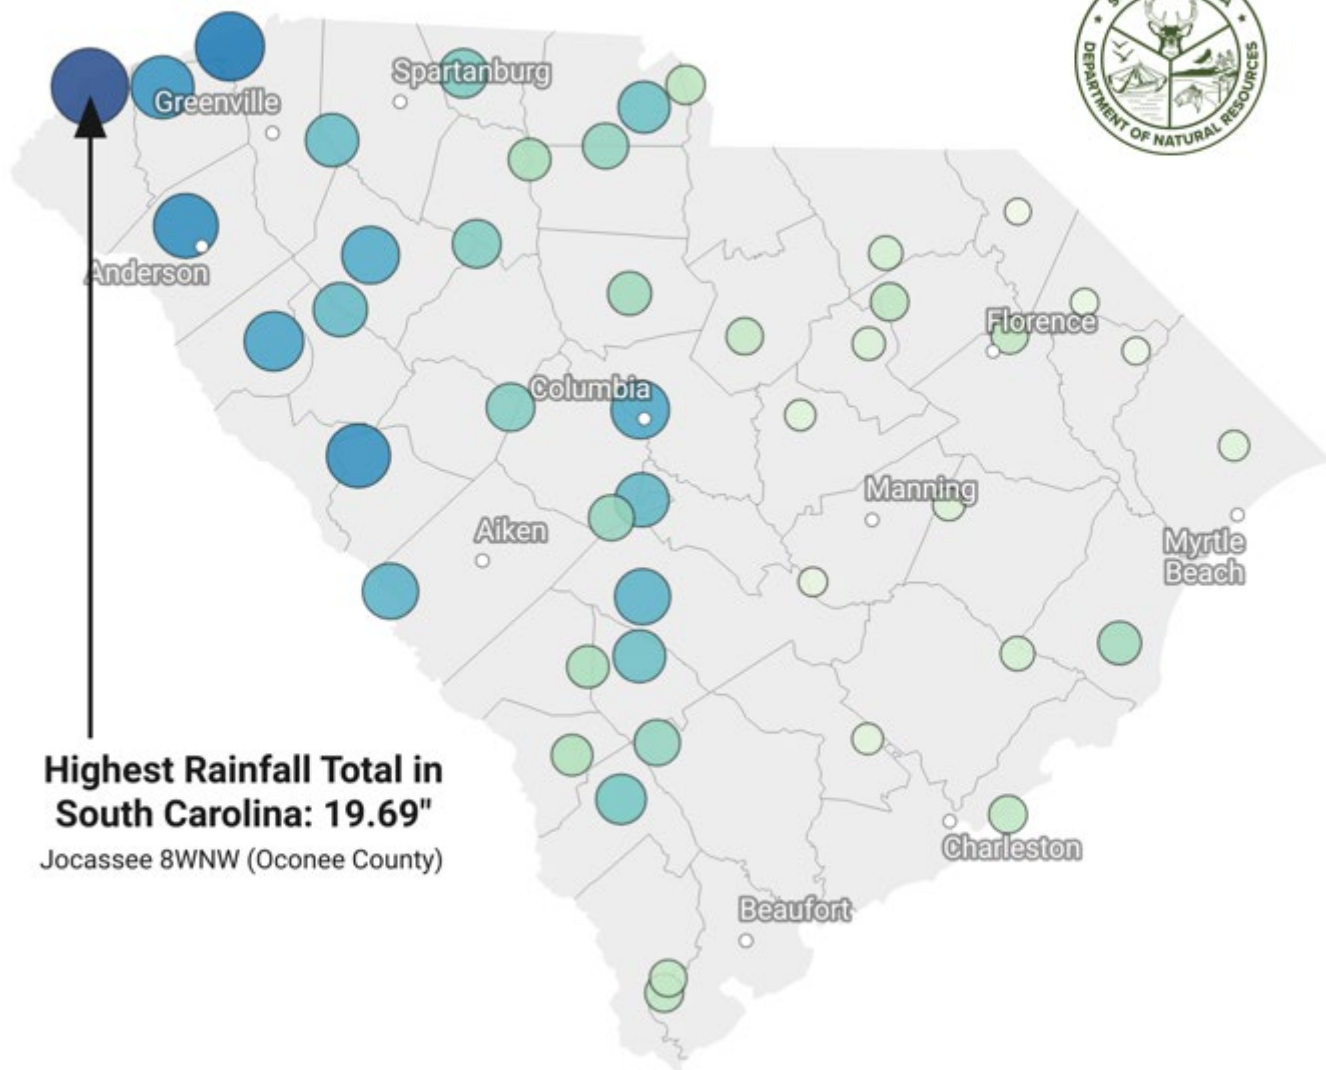 DEPARTMENT OF NATURAL RESOURCES
Spartanburg
Greenville
Anderson
Florence
Columbia
Manning
Aiken
Myrtle
Beach
Highest Rainfall Total in
South Carolina: 19.69"
Jocassee 8WNW (Oconee County)
Charleston
Beaufort